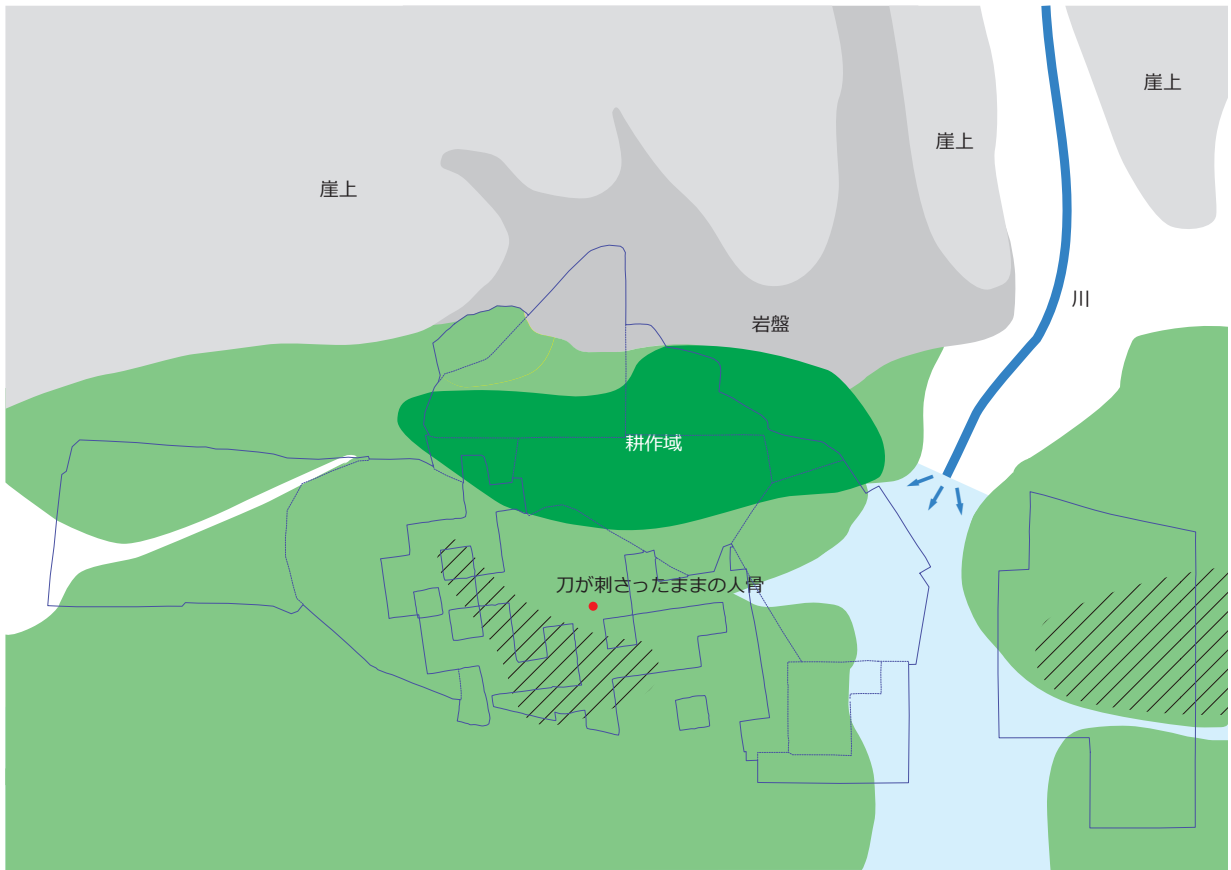 崖上
崖上
崖上
川
岩盤
耕作域
刀が刺さったままの人骨